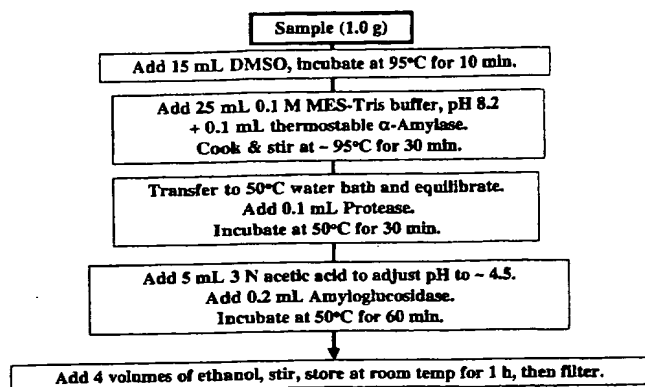 Sample (1.0 g)
Add 15 mL DMSO, incubate at 95°C for 10 min.
Add 25 mL 0.1 M MES-Tris buffer, pH 8.2
+ 0.1 mL thermostable α-Amylase.
Cook & stir at ~ 95°C for 30 min.
Transfer to 50°C water bath and equilibrate.
Add 0.1 mL Protease.
Incubate at 50°C for 30 min.
Add 5 mL 3 N acetic acid to adjust pH to ~ 4.5.
Add 0.2 mL Amyloglucosidase.
Incubate at 50°C for 60 min.
Add 4 volumes of ethanol, stir, store at room temp for 1 h, then filter.